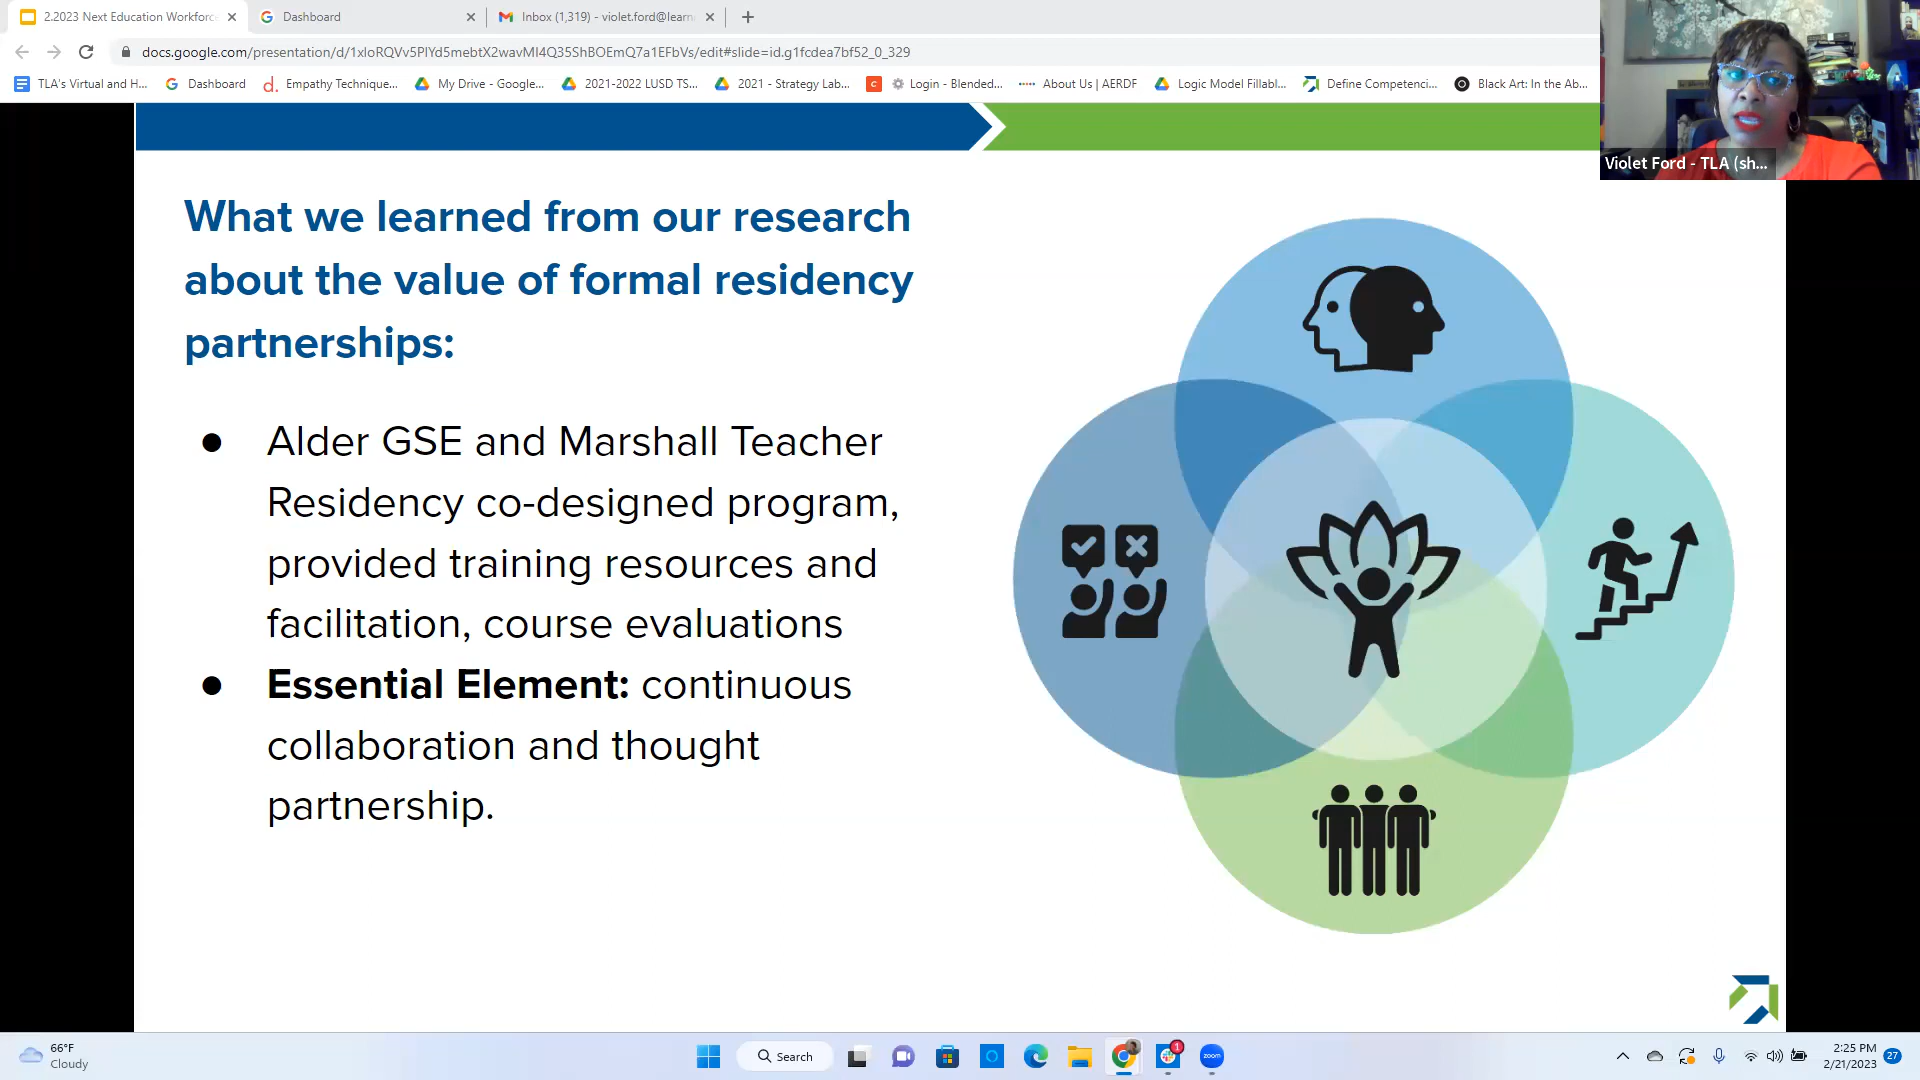 2.2023 Next Education Workforc
Dashboard
Inbox (1,319) - violet.ford@learn
docs.google.com/presentation/d/1xloRQVv5PlYd5mebtX2wavMI4Q35ShBOEmQ7a1EFbVs/edit#slide=id.g1fcdea7bf52_0_329
TLA's Virtual and H...
Dashboard
Empathy Technique...
My Drive - Google...
2021-2022 LUSD TS...
2021 - Strategy Lab...
Login - Blended...
About Us | AERDF
Logic Model Fillabl...
Define Competenci...
Black Art: In the Ab...
Violet Ford - TLA (sh...
What we learned from our research
about the value of formal residency
partnerships:
● Alder GSE and Marshall Teacher
Residency co-designed program,
provided training resources and
facilitation, course evaluations
● Essential Element: continuous
collaboration and thought
partnership.
66°F
Cloudy
Search
1
zoom
2:25 PM
2/21/2023
27